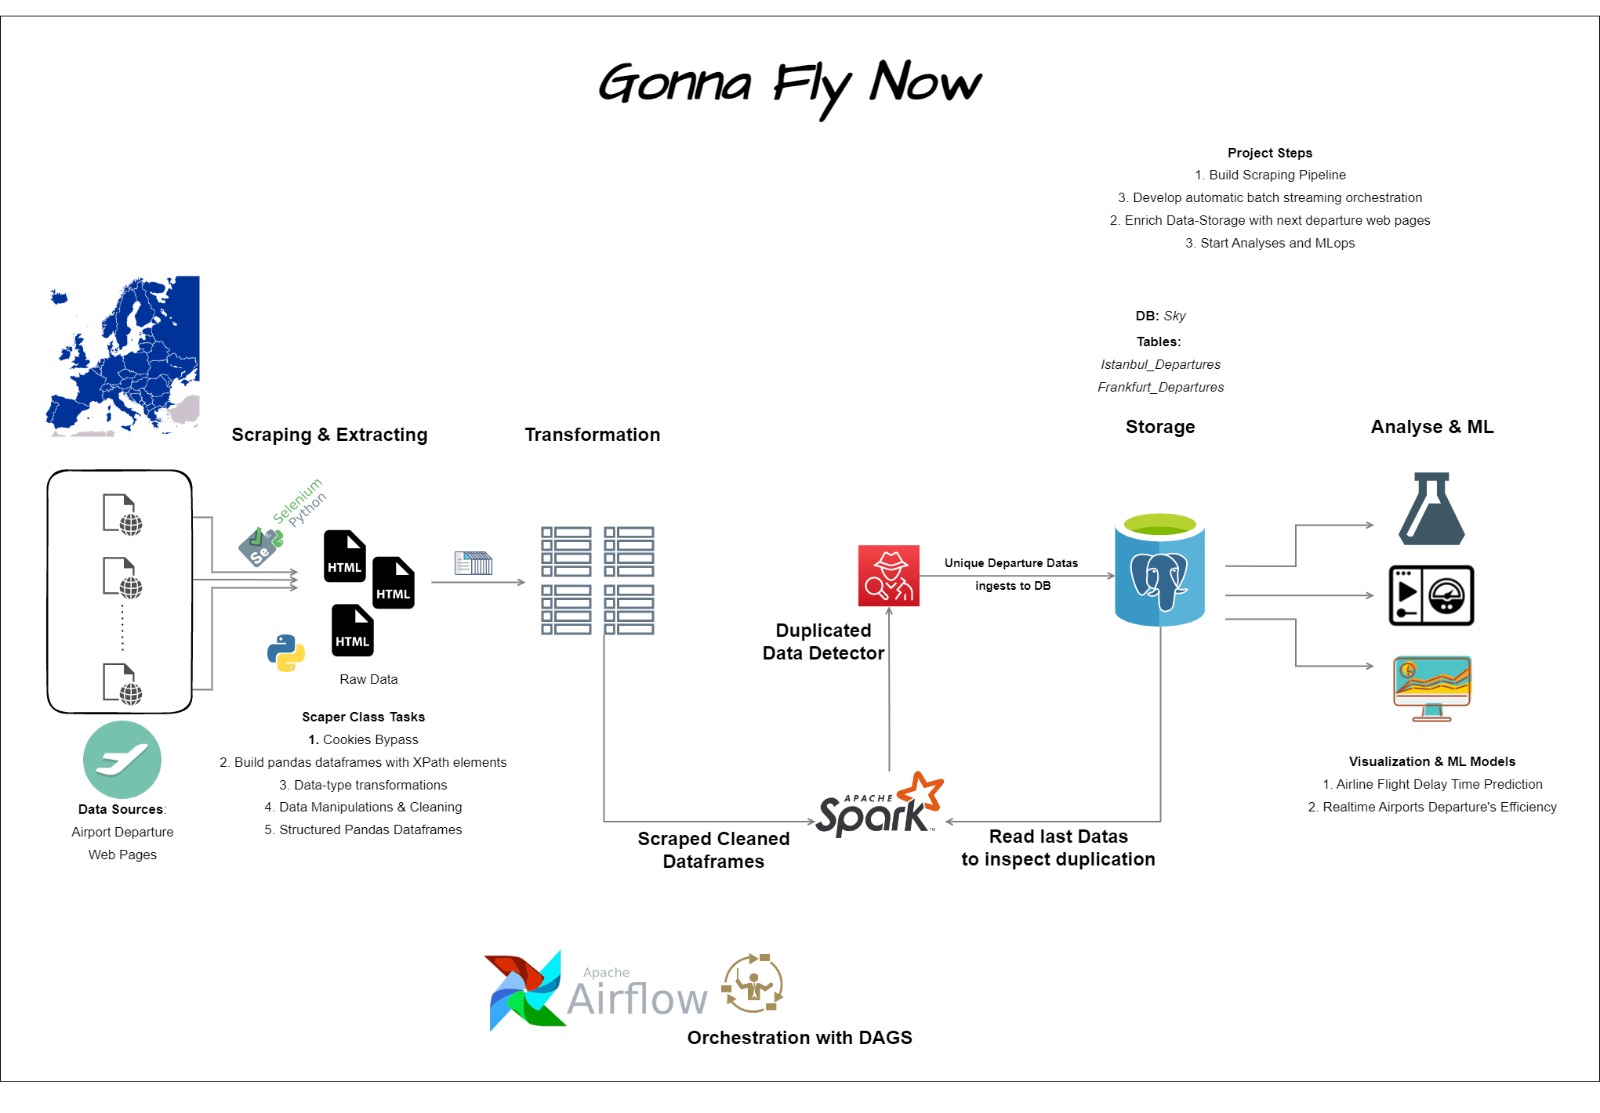 Gonna Fly Now
Project Steps
1. Build Scraping Pipeline
3. Develop automatic batch streaming orchestration
2. Enrich Data-Storage with next departure web pages
3. Start Analyses and MLops
DB: Sky
Tables:
Istanbul_Departures
Frankfurt_Departures
Scraping & Extracting
Transformation
Storage
Analyse & ML
Selenium
Python
Se
HTML
HTML
HTML
Raw Data
Unique Departure Datas
ingests to DB
Duplicated
Data Detector
Scaper Class Tasks
1. Cookies Bypass
2. Build pandas dataframes with XPath elements
3. Data-type transformations
4. Data Manipulations & Cleaning
5. Structured Pandas Dataframes
Data Sources:
Airport Departure
Web Pages
APACHE
Spark
TM
Scraped Cleaned
Dataframes
Read last Datas
to inspect duplication
Visualization & ML Models
1. Airline Flight Delay Time Prediction
2. Realtime Airports Departure's Efficiency
Apache
Airflow
Orchestration with DAGS